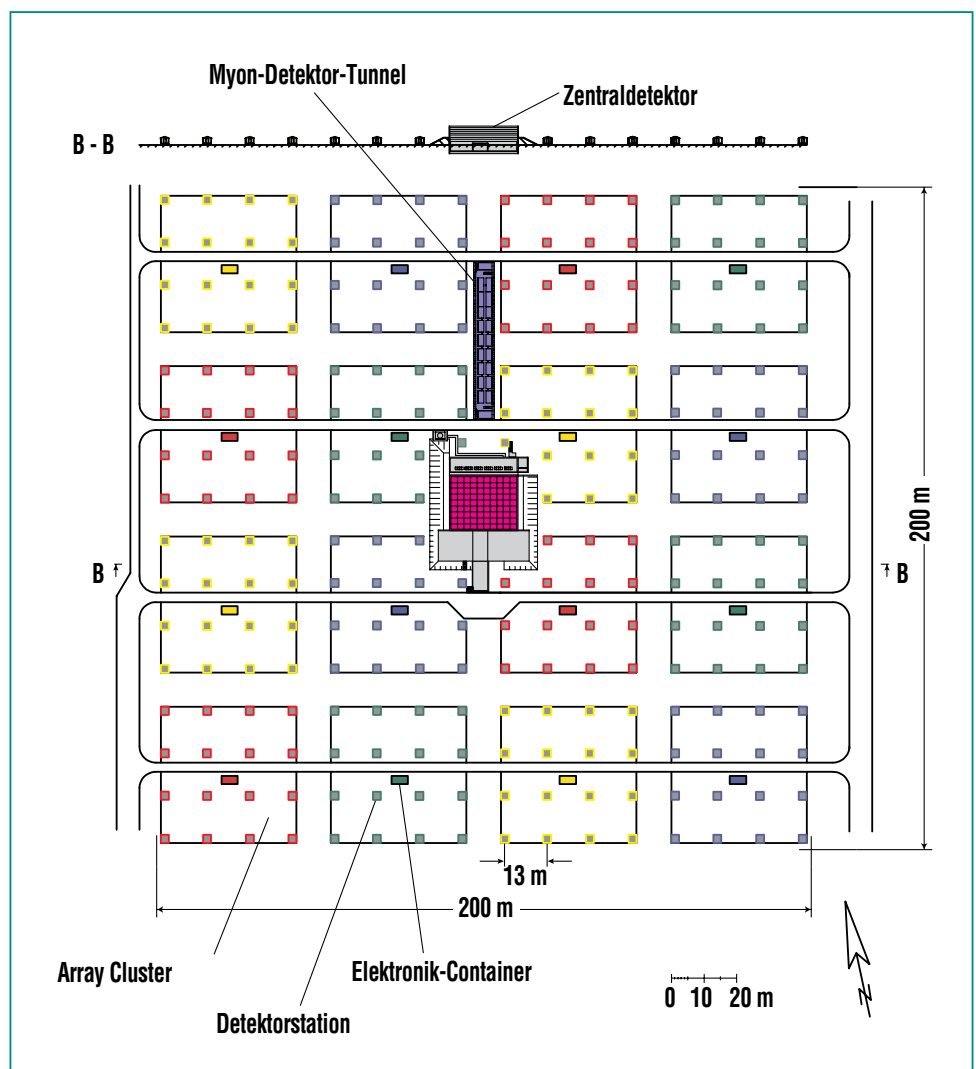 Myon-Detektor-Tunnel
Zentraldetektor
B - B
B
B
200 m
13 m
200 m
Array Cluster
Elektronik-Container
Detektorstation
0 10 20 m